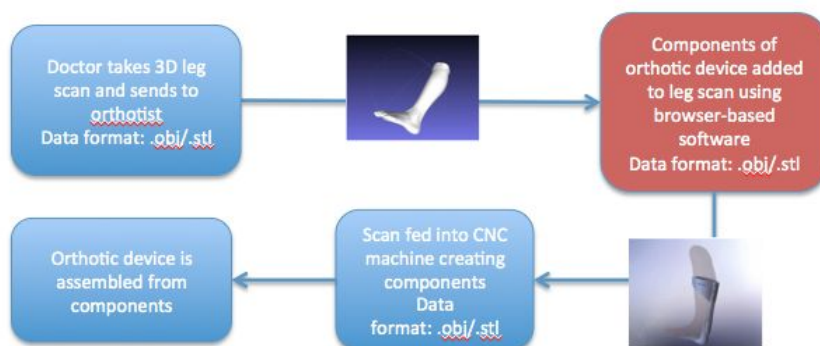 Doctor takes 3D leg
scan and sends to
orthotist
Data format: .obj/.stl
Components of
orthotic device added
to leg scan using
browser-based
software
Data format: .obj/.stl
Scan fed into CNC
machine creating
components
Data
format: .obj/.stl
Orthotic device is
assembled from
components